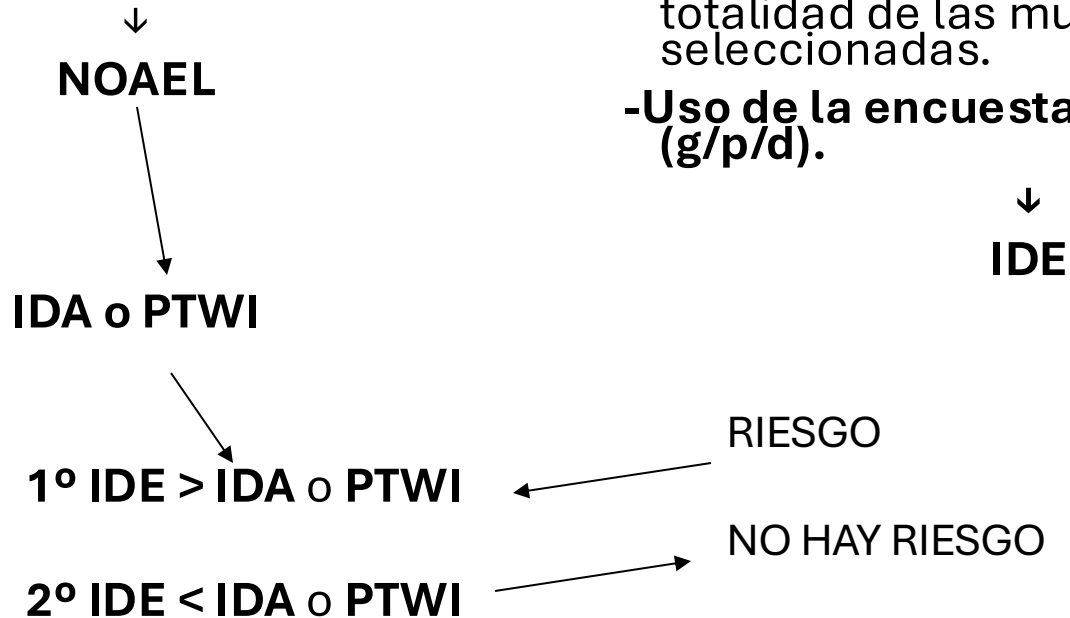 ↓
NOAEL
IDA o PTWI
1º IDE > IDA o PTWI
2º IDE < IDA o PTWI
totalidad de las
seleccionadas.
-Uso de la encuesta
(g/p/d).
↓
IDE
RIESGO
NO HAY RIESGO